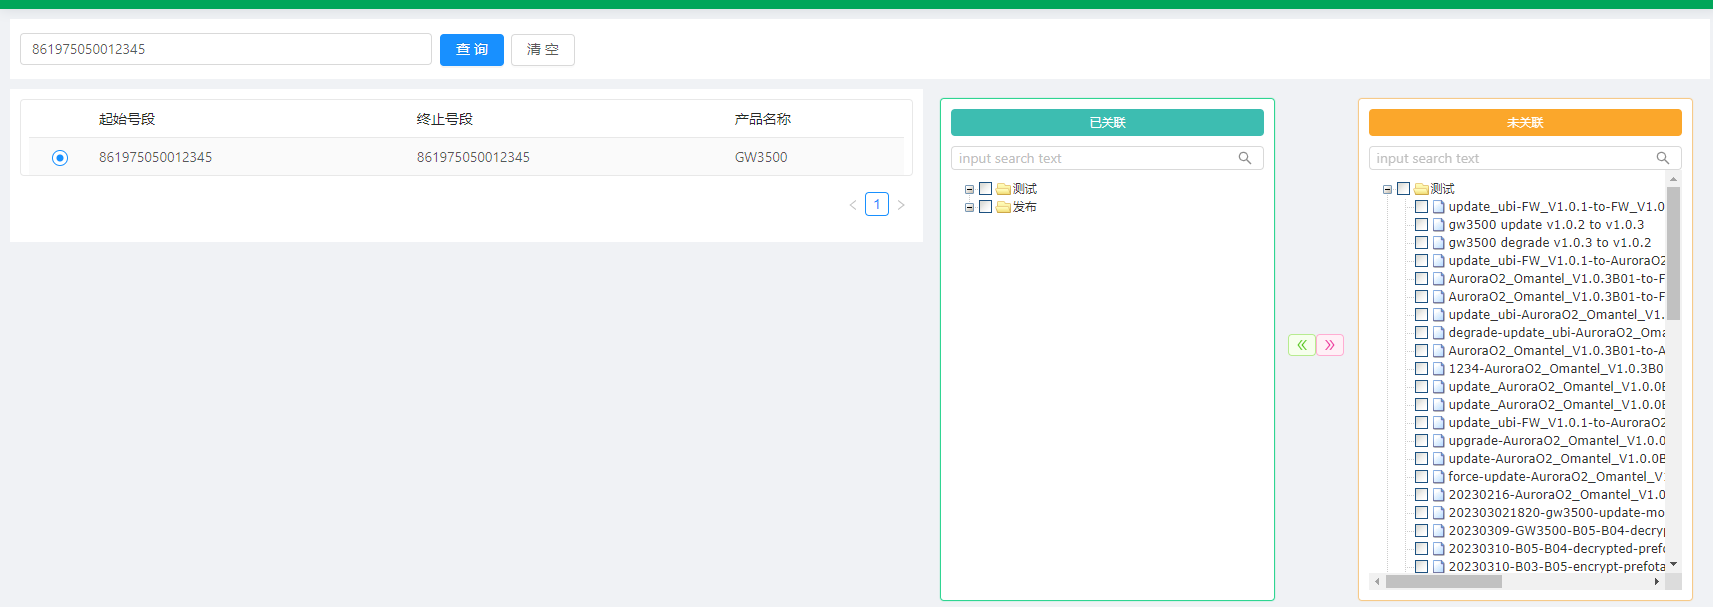 861975050012345
查 询
清 空
起始号段 终止号段 产品名称
861975050012345 861975050012345 GW3500
< 1 >
已关联
input search text
测试
发布
«
»
未关联
input search text
测试
update_ubi-FW_V1.0.1-to-FW_V1.0
gw3500 update v1.0.2 to v1.0.3
gw3500 degrade v1.0.3 to v1.0.2
update_ubi-FW_V1.0.1-to-AuroraO2
AuroraO2_Omantel_V1.0.3B01-to-F
AuroraO2_Omantel_V1.0.3B01-to-F
update_ubi-AuroraO2_Omantel_V1.
degrade-update_ubi-AuroraO2_Oma
AuroraO2_Omantel_V1.0.3B01-to-A
1234-AuroraO2_Omantel_V1.0.3B0
update_AuroraO2_Omantel_V1.0.0B
update_AuroraO2_Omantel_V1.0.0B
update_ubi-FW_V1.0.1-to-AuroraO2
upgrade-AuroraO2_Omantel_V1.0.0
update-AuroraO2_Omantel_V1.0.0B
force-update-AuroraO2_Omantel_V
20230216-AuroraO2_Omantel_V1.0
202303021820-gw3500-update-mo
20230309-GW3500-B05-B04-decry
20230310-B05-B04-decrypted-pref
20230310-B03-B05-encrypt-prefota